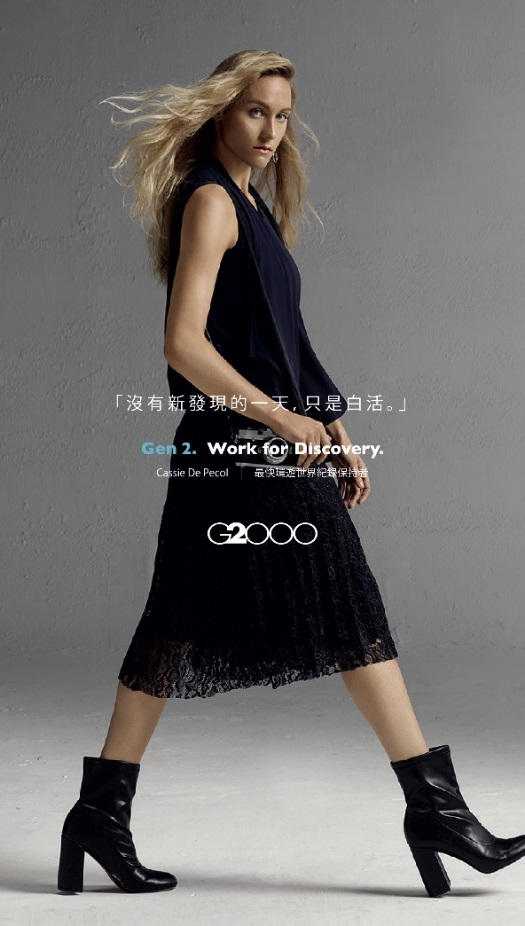 「沒有新發現的一天，只是白活。」
Gen 2. Work for Discovery.
Cassie De Pecol | 最快環遊世界紀錄保持者
G2000